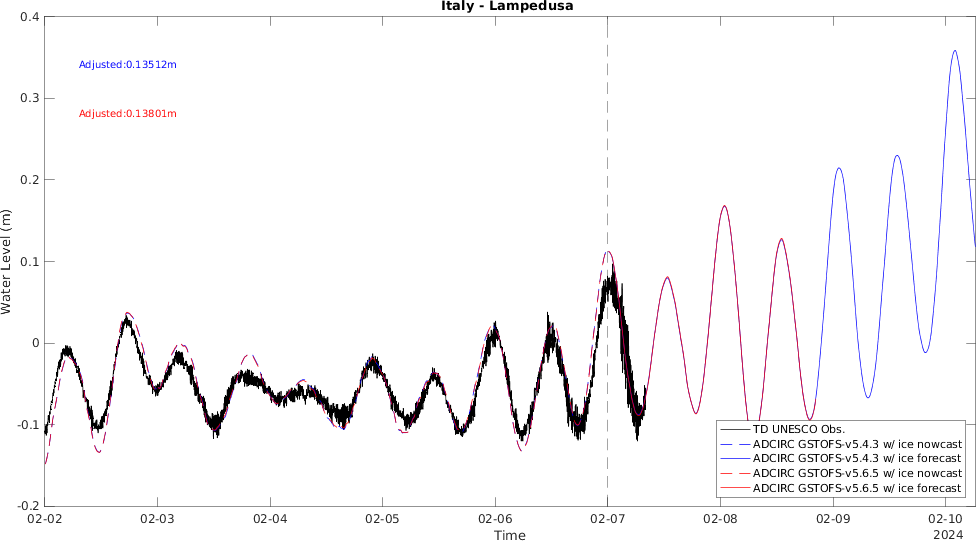 Italy - Lampedusa
0.4
Adjusted:0.13512m
0.3
Adjusted:0.13801m
0.2
0.1
0
-0.1
-0.2
Water Level (m)
TD UNESCO Obs.
ADCIRC GSTOFS-v5.4.3 w/ ice nowcast
ADCIRC GSTOFS-v5.4.3 w/ ice forecast
ADCIRC GSTOFS-v5.6.5 w/ ice nowcast
ADCIRC GSTOFS-v5.6.5 w/ ice forecast
02-02 02-03 02-04 02-05 02-06 02-07 02-08 02-09 02-10
Time
2024